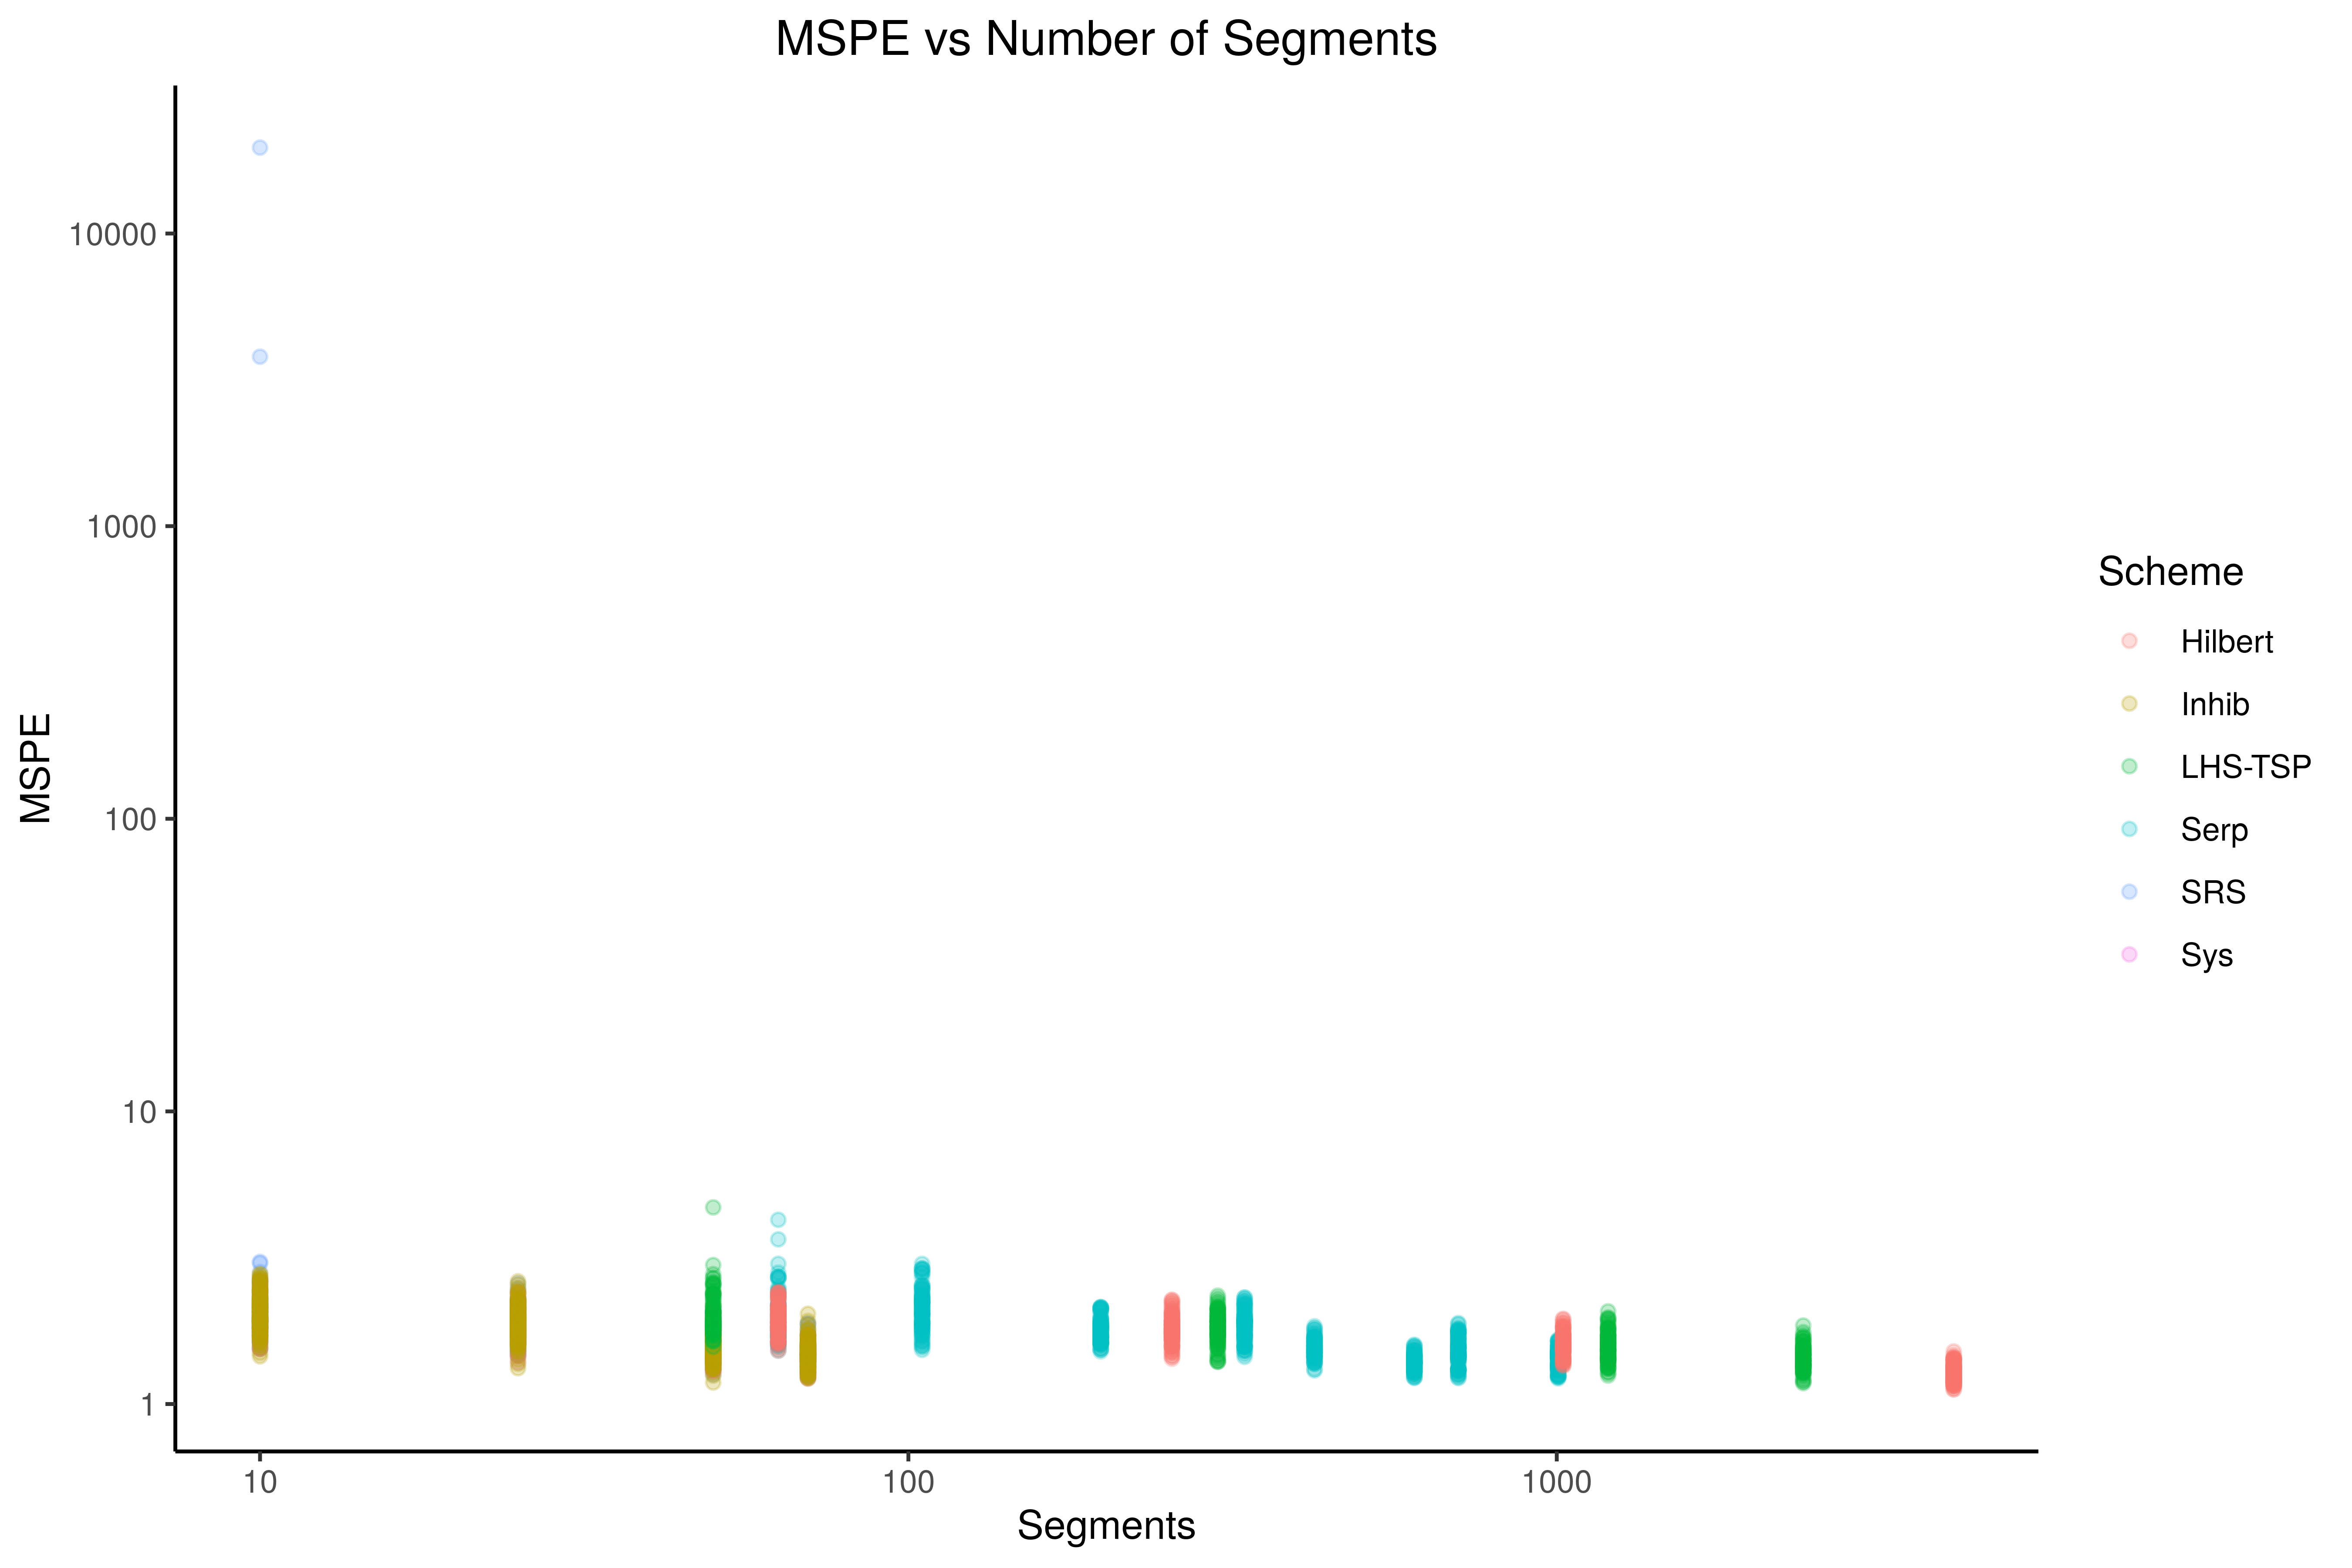 MSPE vs Number of Segments
MSPE
10000
1000
100
10
1
10
100
1000
Segments
Scheme
Hilbert
Inhib
LHS-TSP
Serp
SRS
Sys